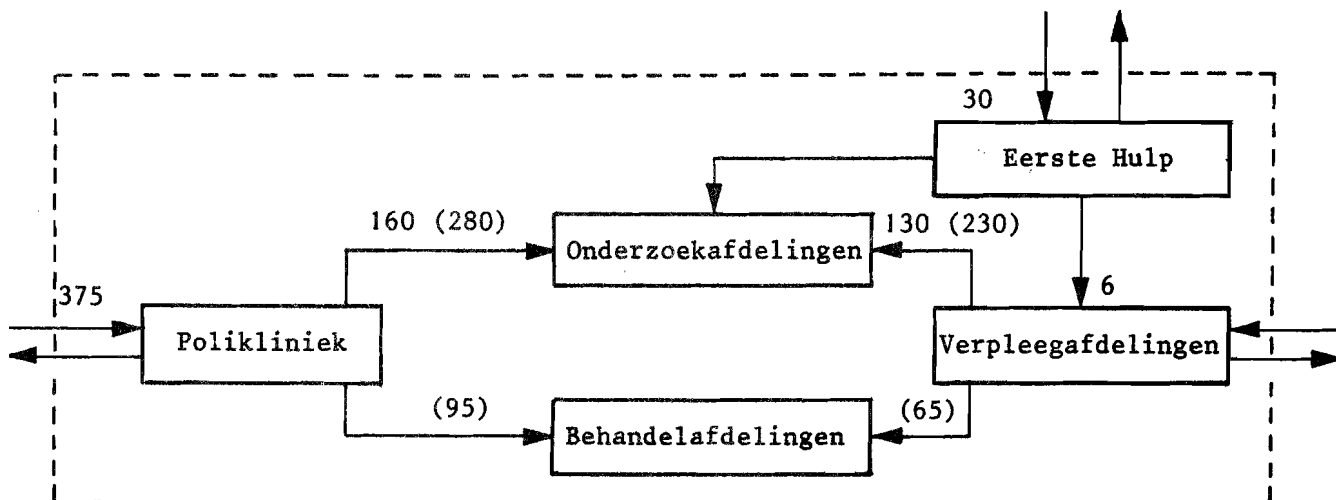 30
Eerste Hulp
160 (280)
130 (230)
Onderzoekafdelingen
375
6
Polikliniek
Verpleegafdelingen
(95)
(65)
Behandelafdelingen